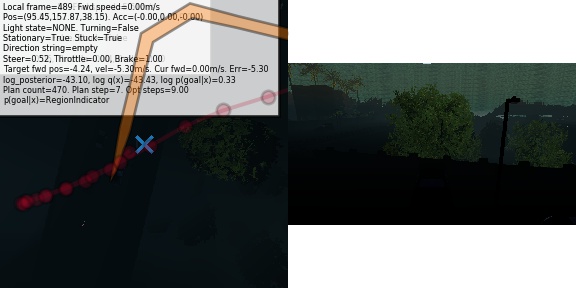 Local frame=489. Fwd speed=0.00m/s
Pos=(95.45,157.87,38.15). Acc=(-0.00,0.00,-0.00)
Light state=NONE. Turning=False
Stationary=True. Stuck=True
Direction string=empty
Steer=0.52, Throttle=0.00, Brake=1.00
Target fwd pos=-4.24, vel=-5.30m/s. Cur fwd=0.00m/s. Err=-5.30
log_posterior=-43.10, log q(x)=-43.43, log p(goal|x)=0.33
Plan count=470. Plan step=7. Opt steps=9.00
p(goal|x)=RegionIndicator